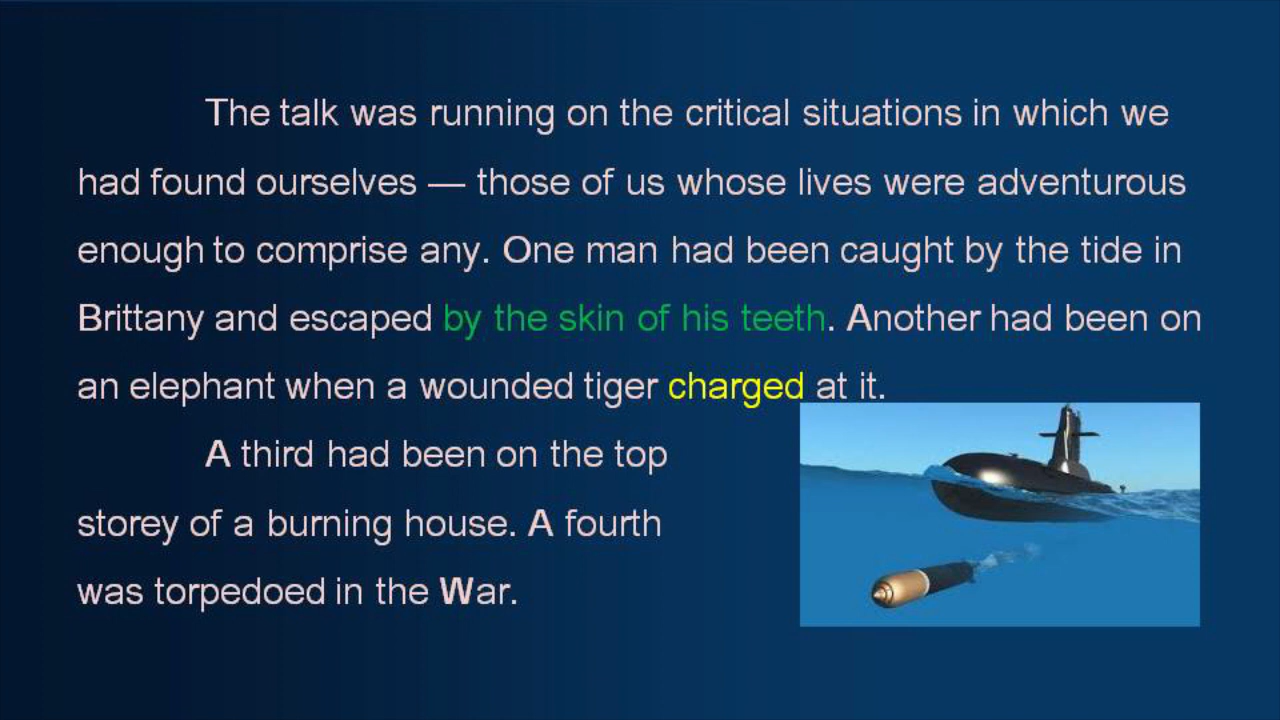 The talk was running on the critical situations in which we
had found ourselves — those of us whose lives were adventurous
enough to comprise any. One man had been caught by the tide in
Brittany and escaped by the skin of his teeth. Another had been on
an elephant when a wounded tiger charged at it.
A third had been on the top
storey of a burning house. A fourth
was torpedoed in the War.